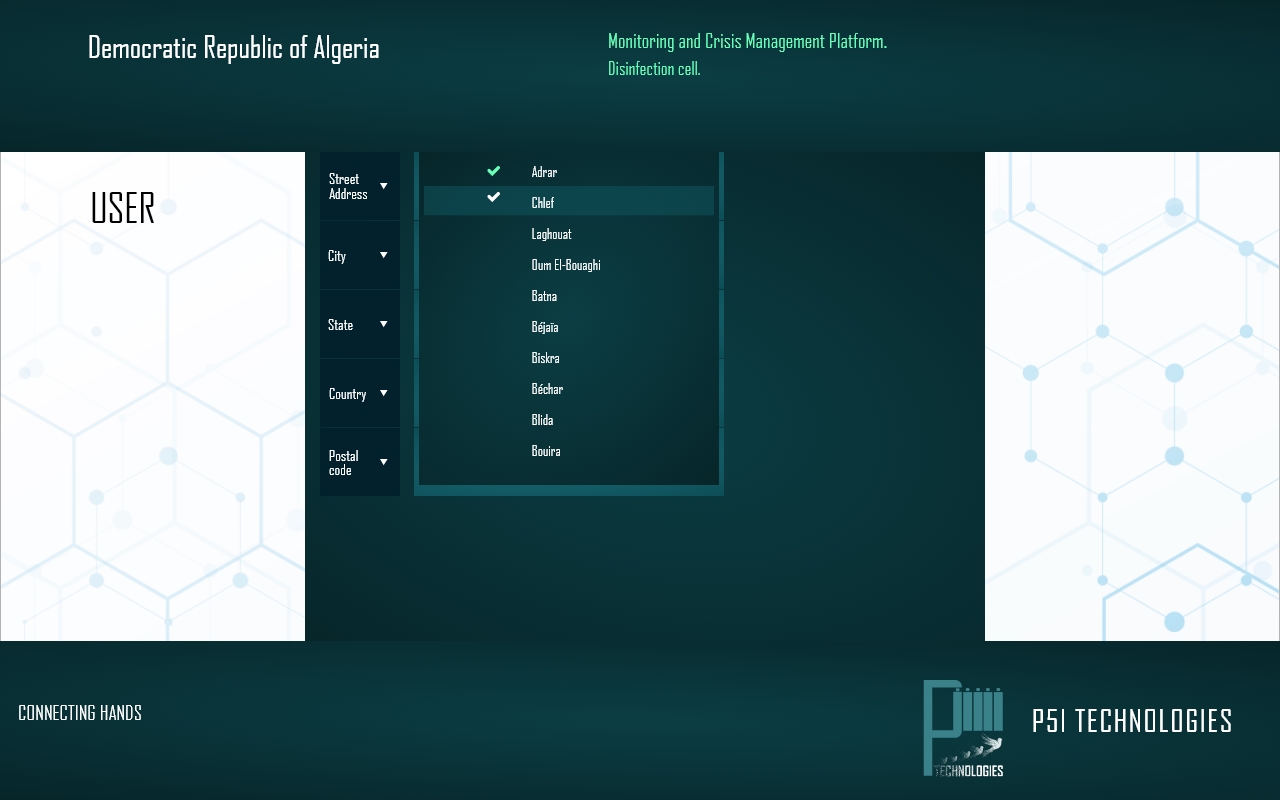 Democratic Republic of Algeria
Monitoring and Crisis Management Platform.
Disinfection cell.
USER
Street
Address
City
State
Country
Postal
code
Adrar
Chlef
Laghouat
Oum El-Bouaghi
Batna
Béjaïa
Biskra
Béchar
Blida
Bouira
CONNECTING HANDS
TECHNOLOGIES
P5I TECHNOLOGIES